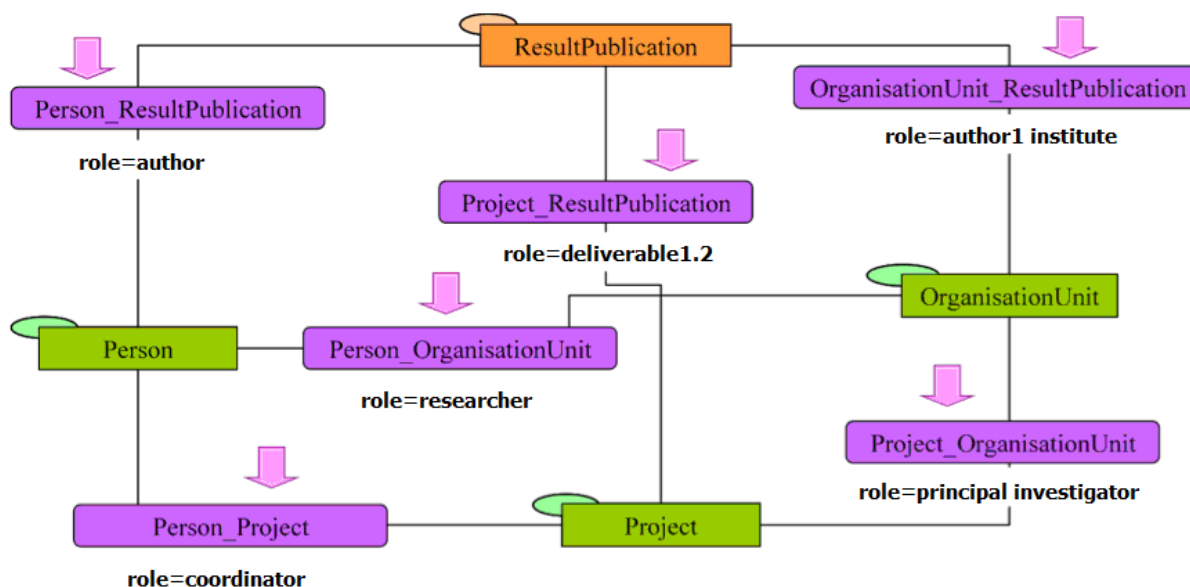 ResultPublication
Person_ResultPublication
OrganisationUnit_ResultPublication
role=author
role=author1 institute
Project_ResultPublication
role=deliverable1.2
OrganisationUnit
Person
Person_OrganisationUnit
role=researcher
Project_OrganisationUnit
role=principal investigator
Person_Project
Project
role=coordinator